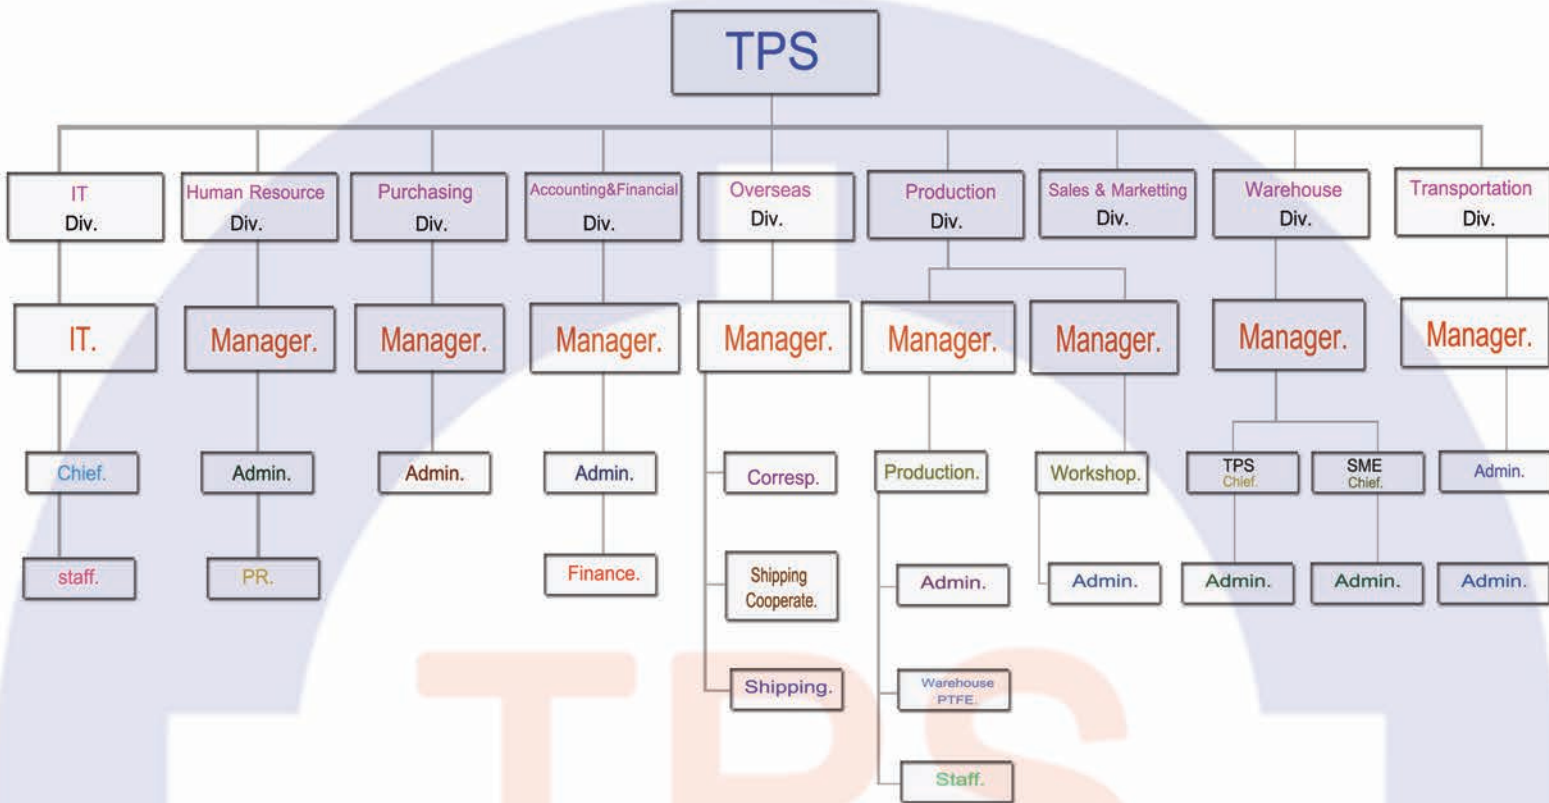 TPS
IT
Div.
Human Resource
Div.
Purchasing
Div.
Accounting&Financial
Div.
Overseas
Div.
Production
Div.
Sales & Marketting
Div.
Warehouse
Div.
Transportation
Div.
IT.
Manager.
Manager.
Manager.
Manager.
Manager.
Manager.
Manager.
Manager.
Chief.
Admin.
Admin.
Admin.
Corresp.
Production.
Workshop.
TPS
Chief.
SME
Chief.
Admin.
staff.
PR.
Finance.
Shipping
Cooperate.
Admin.
Admin.
Admin.
Admin.
Admin.
Shipping.
Warehouse
PTFE.
Staff.
TPS